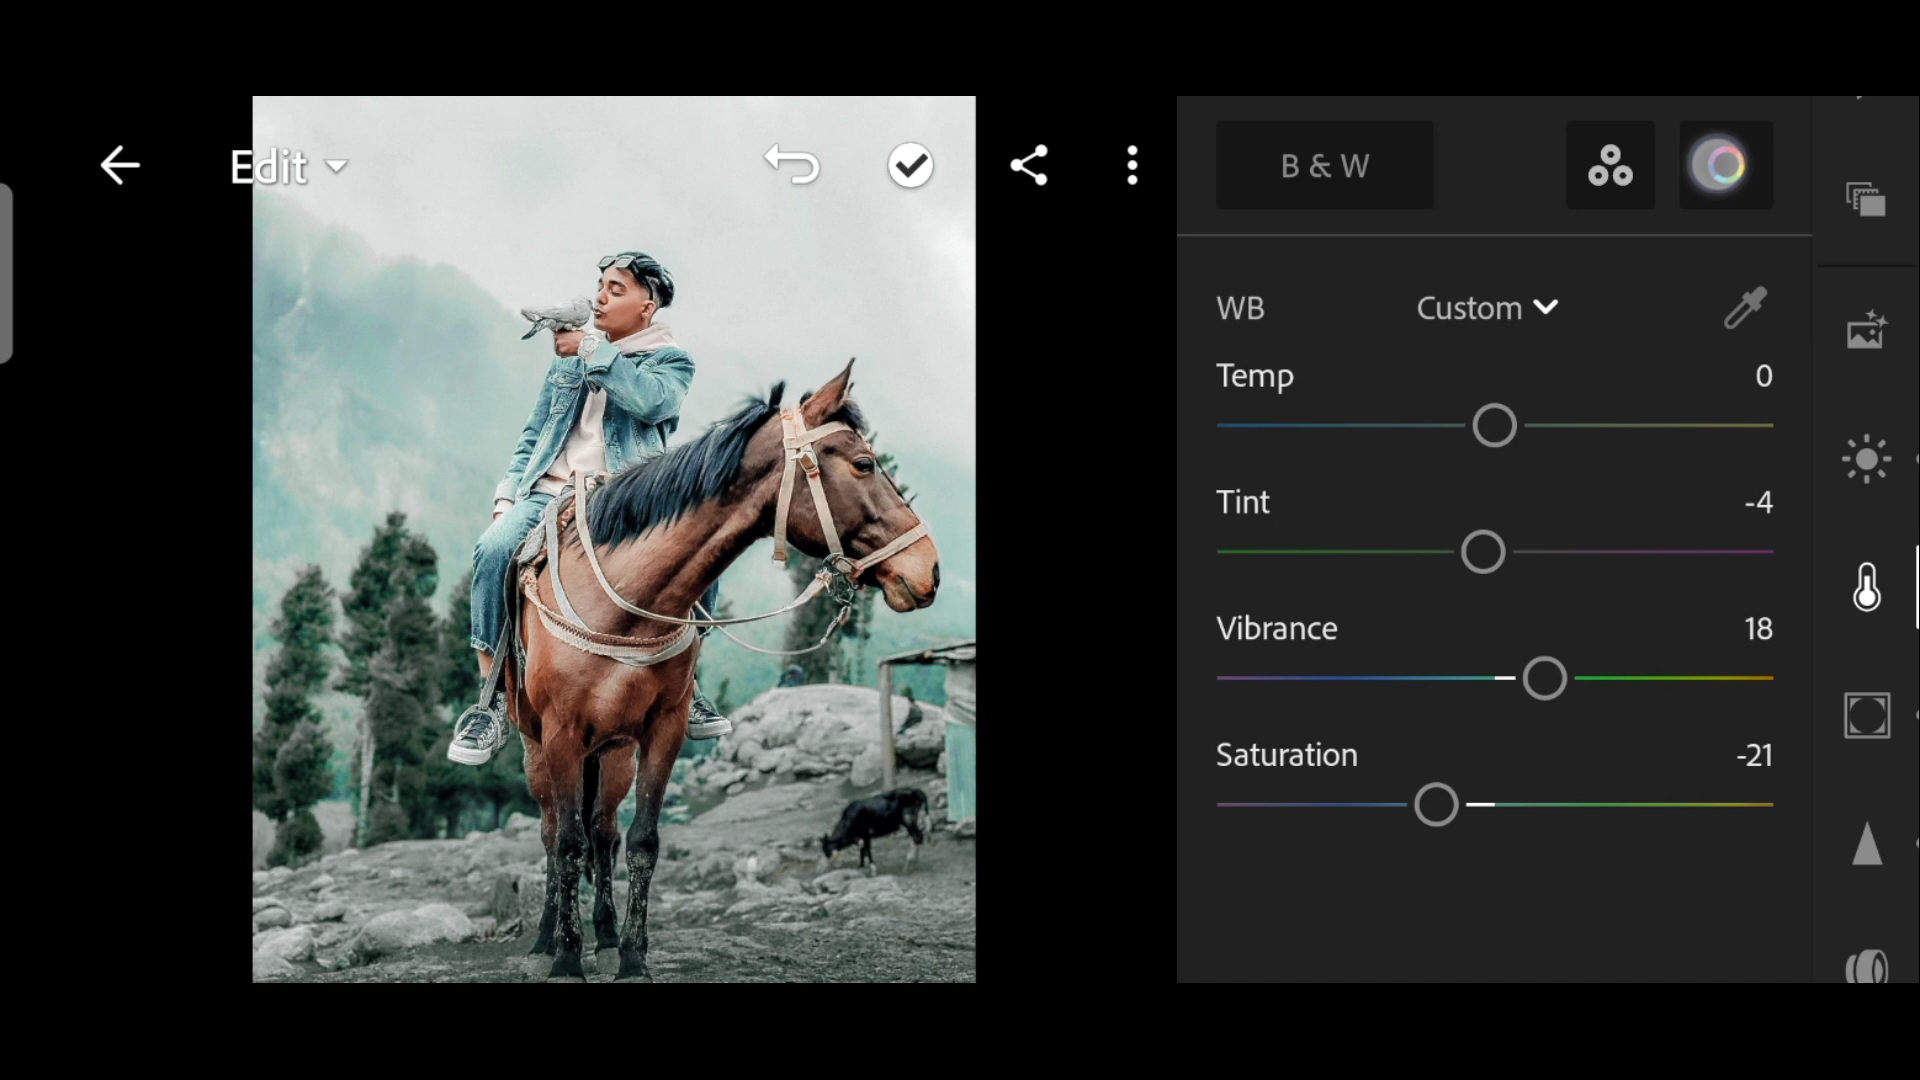 Edit
B & W
WB Custom
Temp 0
Tint -4
Vibrance 18
Saturation -21